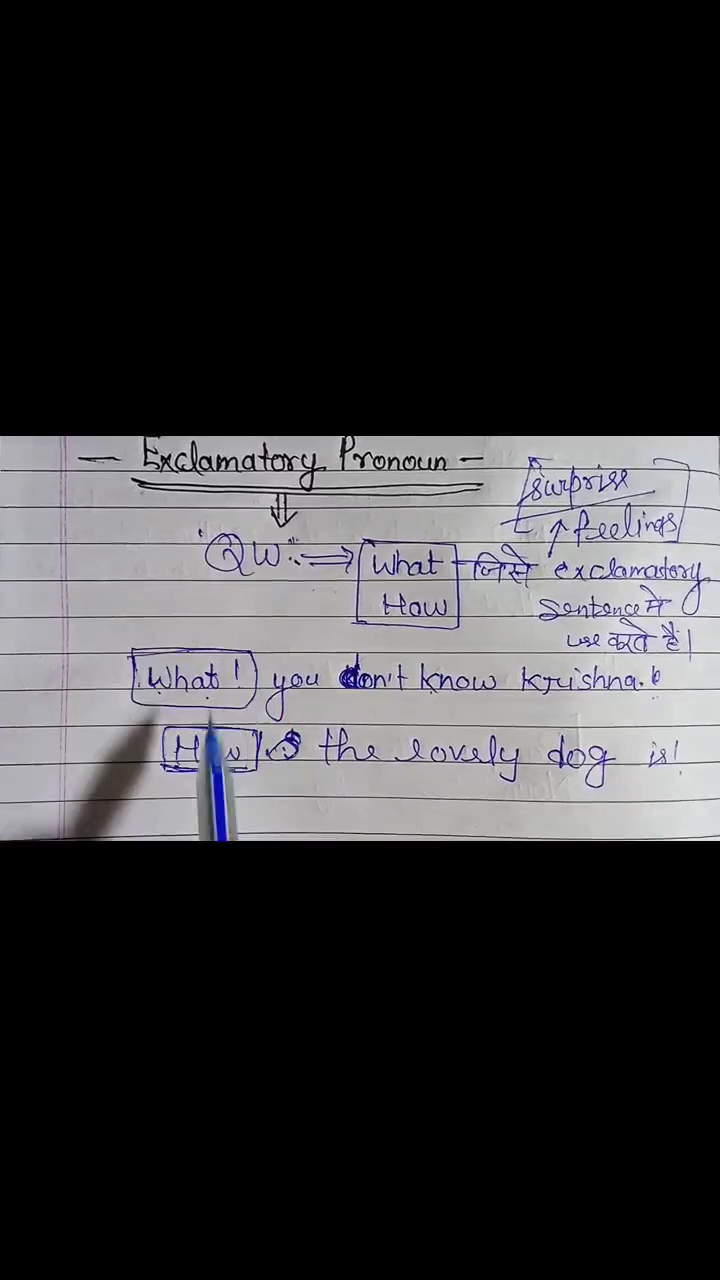 — Exclamatory Pronoun —
surprise
↑ feelings
QW. ⇒ What जिसे exclamatory
How sentence मे
use करते है।
What! you don't know Krishna.
How the lovely dog is!